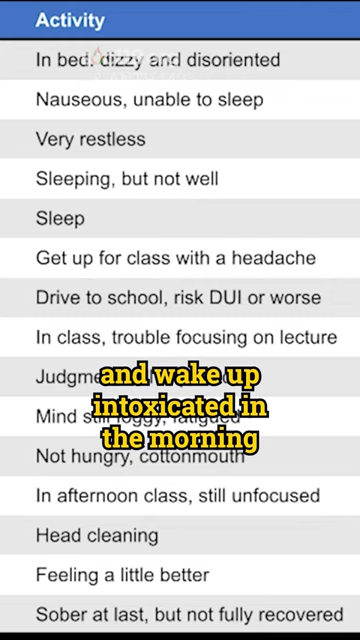 Activity
In bed, dizzy and disoriented
Nauseous, unable to sleep
Very restless
Sleeping, but not well
Sleep
Get up for class with a headache
Drive to school, risk DUI or worse
In class, trouble focusing on lecture
and wake up
intoxicated in
the morning
Mind still foggy, fatigued
Not hungry, cottonmouth
In afternoon class, still unfocused
Head cleaning
Feeling a little better
Sober at last, but not fully recovered